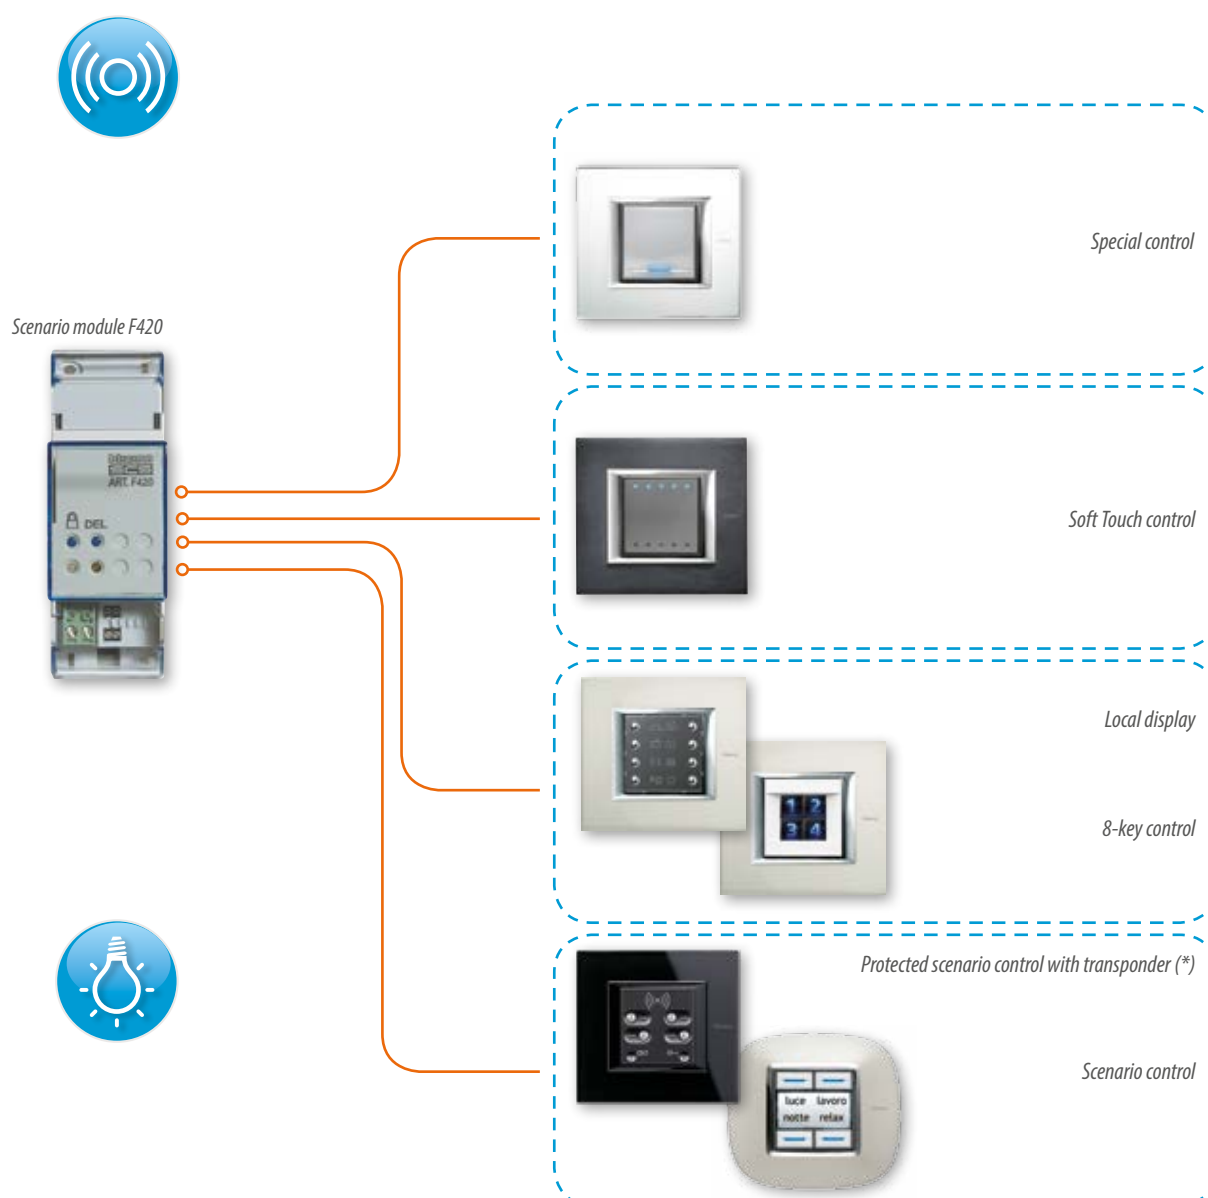 Special control
Scenario module F420
ART. F420
DEL
Soft Touch control
Local display
1 2
3 4
8-key control
Protected scenario control with transponder (*)
Scenario control
luce lavoro
notte relax